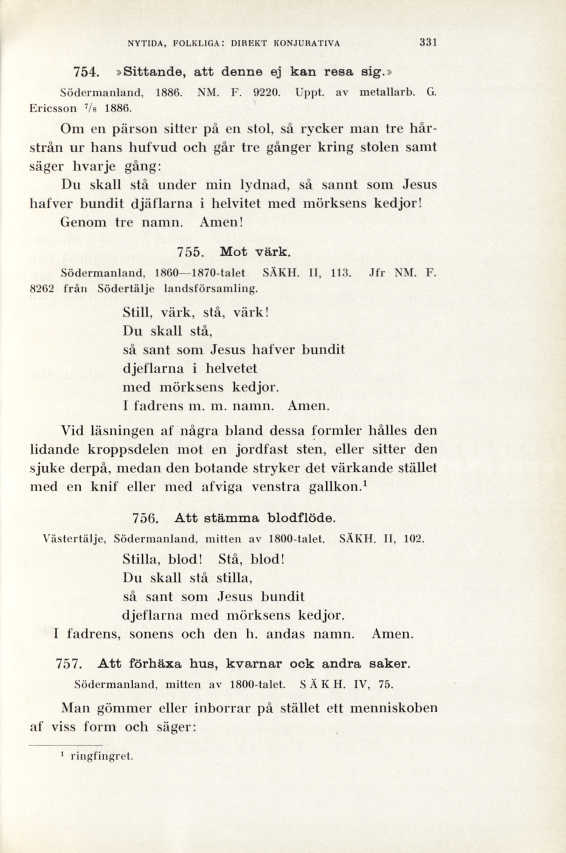 NYTIDA, FOLKLIGA: DIREKT KONJURATIVA 331
754. »Sittande, att denne ej kan resa sig.»
Södermanland, 1886. NM. F. 9220. Uppt. av metallarb. G.
Ericsson 7/8 1886.
Om en pärson sitter på en stol, så rycker man tre hår-
strån ur hans hufvud och går tre gånger kring stolen samt
säger hvarje gång:
Du skall stå under min lydnad, så sannt som Jesus
hafver bundit djäflarna i helvitet med mörksens kedjor!
Genom tre namn. Amen!
755. Mot värk.
Södermanland, 1860—1870-talet SÄKH. II, 113. Jfr NM. F.
8262 från Södertälje landsförsamling.
Still, värk, stå, värk!
Du skall stå,
så sant som Jesus hafver bundit
djeflarna i helvetet
med mörksens kedjor.
I fadrens m. m. namn. Amen.
Vid läsningen af några bland dessa formler hålles den
lidande kroppsdelen mot en jordfast sten, eller sitter den
sjuke derpå, medan den botande stryker det värkande stället
med en knif eller med afviga venstra gallkon.¹
756. Att stämma blodflöde.
Västertälje, Södermanland, mitten av 1800-talet. SÄKH. II, 102.
Stilla, blod! Stå, blod!
Du skall stå stilla,
så sant som Jesus bundit
djeflarna med mörksens kedjor.
I fadrens, sonens och den h. andas namn. Amen.
757. Att förhäxa hus, kvarnar ock andra saker.
Södermanland, mitten av 1800-talet. SÄKH. IV, 75.
Man gömmer eller inborrar på stället ett menniskoben
af viss form och säger:
¹ ringfingret.